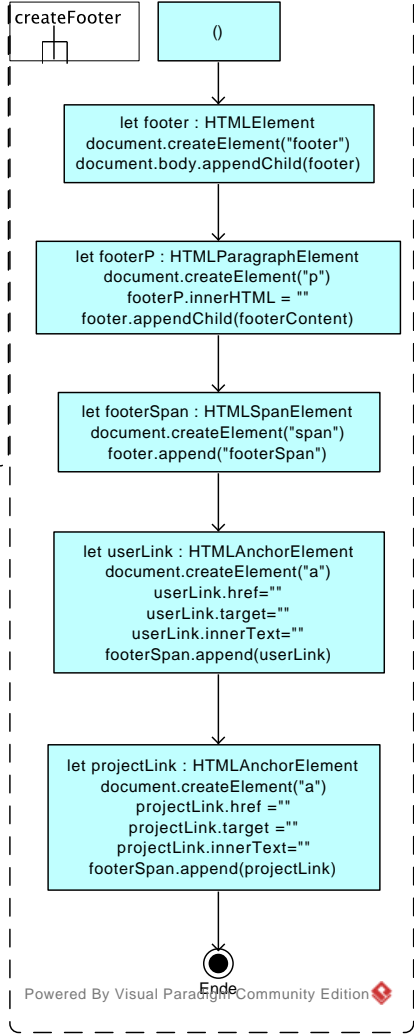 createFooter
()
let footer : HTMLElement
document.createElement("footer")
document.body.appendChild(footer)
let footerP : HTMLParagraphElement
document.createElement("p")
footerP.innerHTML = ""
footer.appendChild(footerContent)
let footerSpan : HTMLSpanElement
document.createElement("span")
footer.append("footerSpan")
let userLink : HTMLAnchorElement
document.createElement("a")
userLink.href=""
userLink.target=""
userLink.innerText=""
footerSpan.append(userLink)
let projectLink : HTMLAnchorElement
document.createElement("a")
projectLink.href =""
projectLink.target =""
projectLink.innerText=""
footerSpan.append(projectLink)
Ende
Powered By Visual Paradigm Community Edition